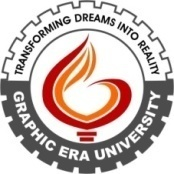 TRANSFORMING DREAMS INTO REALITY
GRAPHIC ERA UNIVERSITY